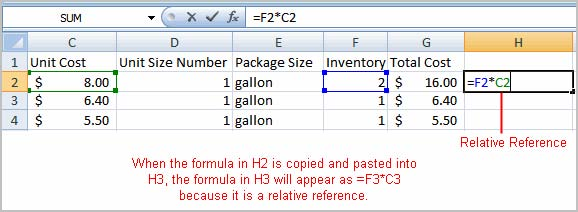 SUM =F2*C2
C D E F G H
1 Unit Cost Unit Size Number Package Size Inventory Total Cost
2 $ 8.00 1 gallon 2 $ 16.00 =F2*C2
3 $ 6.40 1 gallon 1 $ 6.40
4 $ 5.50 1 gallon 1 $ 5.50
Relative Reference
When the formula in H2 is copied and pasted into
H3, the formula in H3 will appear as =F3*C3
because it is a relative reference.